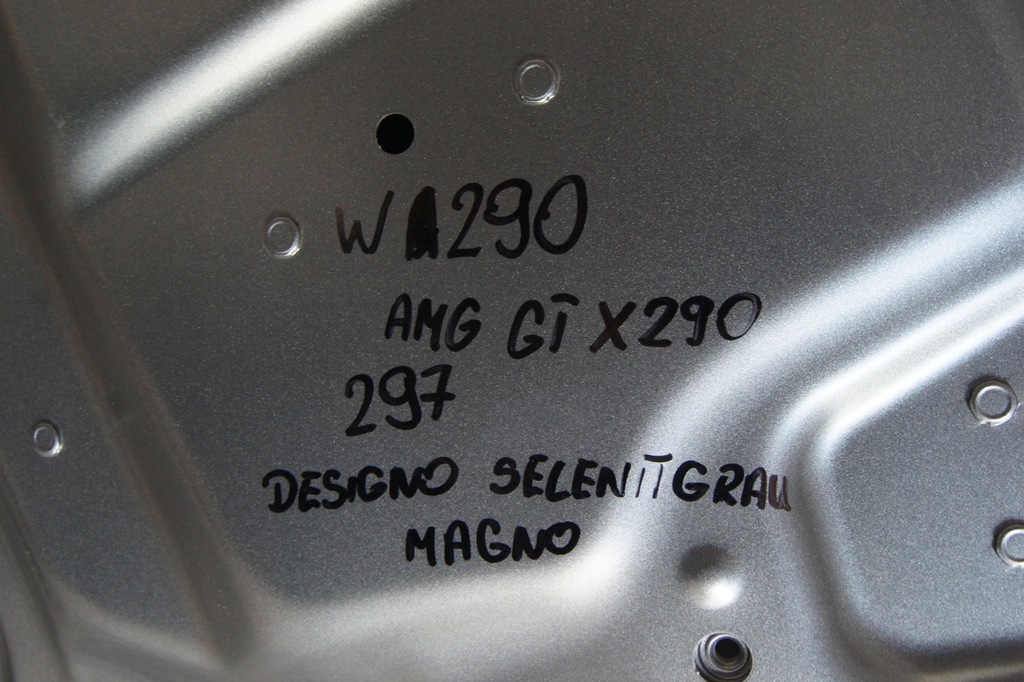 W 290
AMG GT X290
297
DESIGNO SELENITGRAU
MAGNO